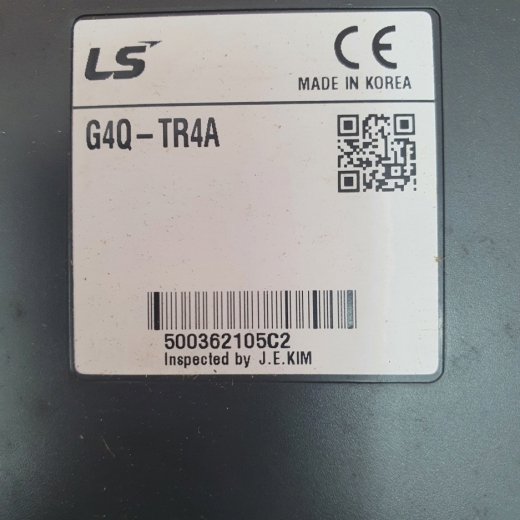 LS
CE
MADE IN KOREA
G4Q-TR4A
500362105C2
Inspected by J.E.KIM